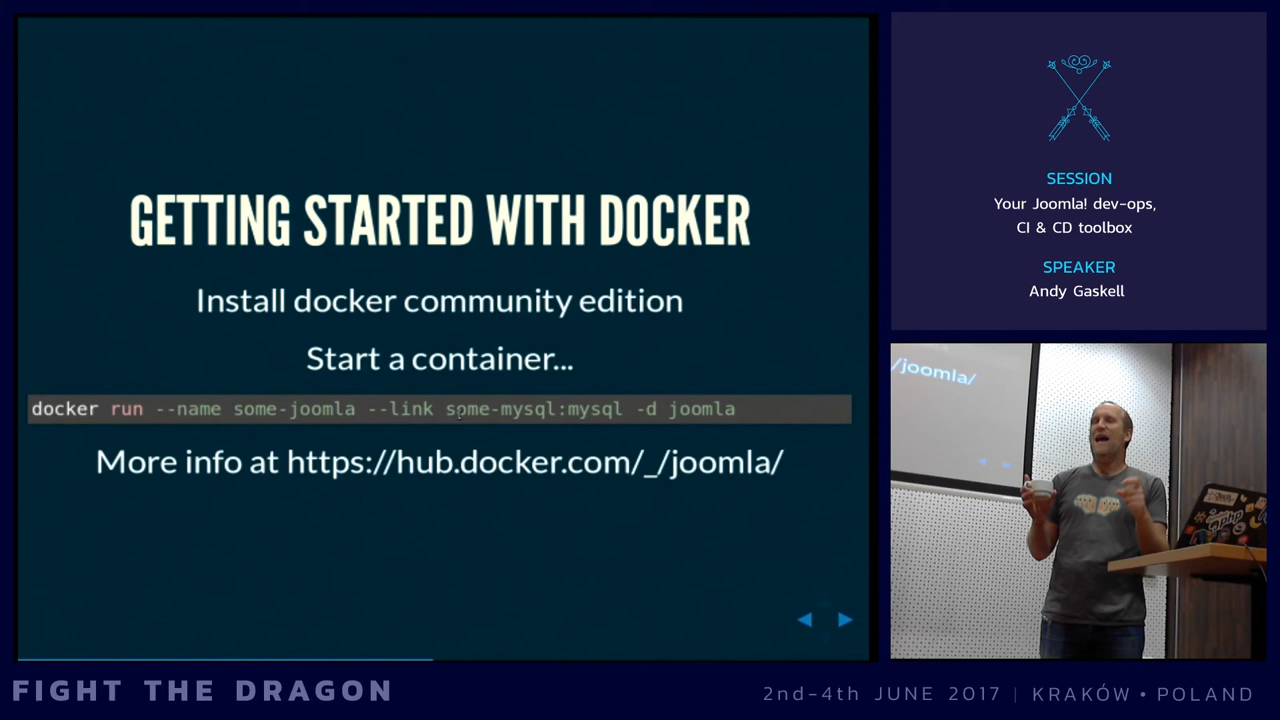 GETTING STARTED WITH DOCKER
Install docker community edition
Start a container...
docker run --name some-joomla --link some-mysql:mysql -d joomla
More info at https://hub.docker.com/_/joomla/
SESSION
Your Joomla! dev-ops,
CI & CD toolbox
SPEAKER
Andy Gaskell
/joomla/
php
FIGHT THE DRAGON
2nd-4th JUNE 2017 | KRAKÓW • POLAND